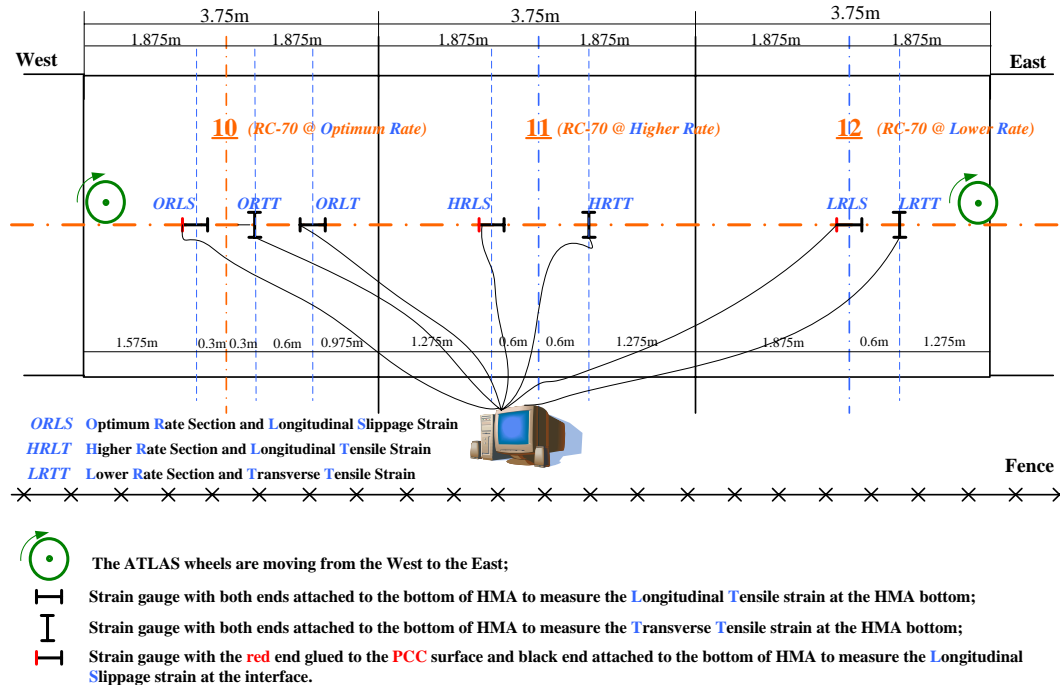 3.75m 3.75m 3.75m
1.875m 1.875m 1.875m 1.875m 1.875m 1.875m
West East
10 (RC-70 @ Optimum Rate) 11 (RC-70 @ Higher Rate) 12 (RC-70 @ Lower Rate)
ORLS ORTT ORLT HRLS HRTT LRLS LRTT
1.575m 0.3m 0.3m 0.6m 0.975m 1.275m 0.6m 0.6m 1.275m 1.875m 0.6m 1.275m
ORLS Optimum Rate Section and Longitudinal Slippage Strain
HRLT Higher Rate Section and Longitudinal Tensile Strain
LRTT Lower Rate Section and Transverse Tensile Strain
Fence
The ATLAS wheels are moving from the West to the East;
Strain gauge with both ends attached to the bottom of HMA to measure the Longitudinal Tensile strain at the HMA bottom;
Strain gauge with both ends attached to the bottom of HMA to measure the Transverse Tensile strain at the HMA bottom;
Strain gauge with the red end glued to the PCC surface and black end attached to the bottom of HMA to measure the Longitudinal
Slippage strain at the interface.